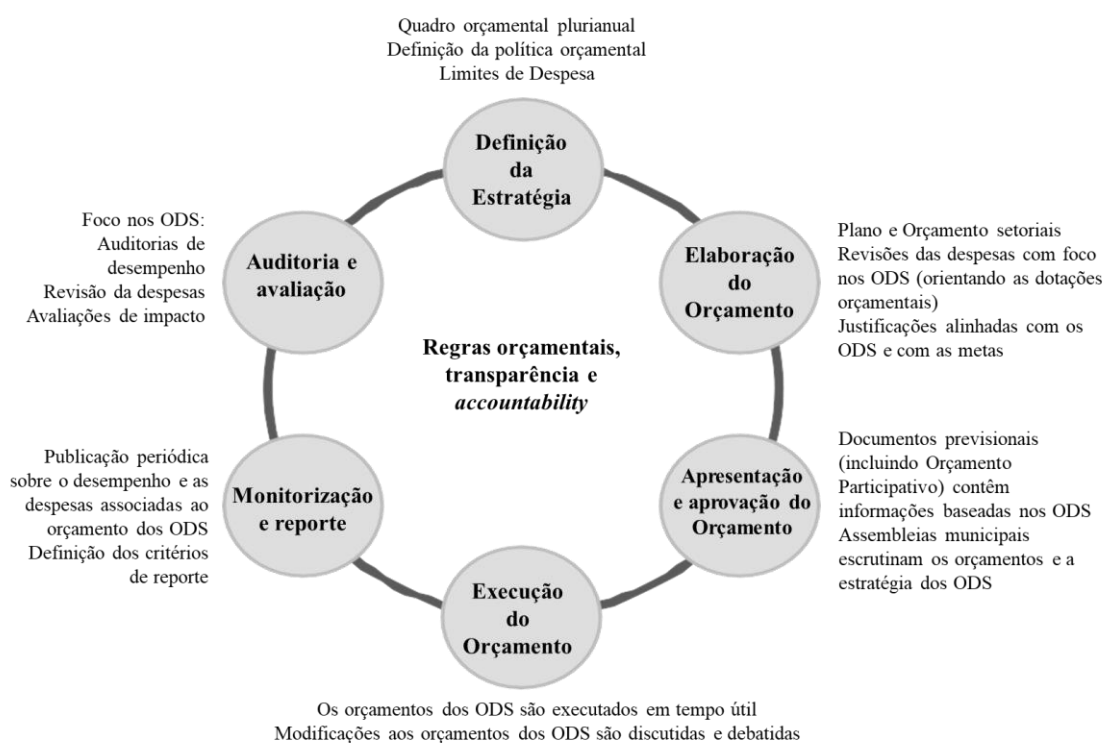 Quadro orçamental plurianual
Definição da política orçamental
Limites de Despesa
Definição
da
Estratégia
Plano e Orçamento setoriais
Revisões das despesas com foco
nos ODS (orientando as dotações
orçamentais)
Justificações alinhadas com os
ODS e com as metas
Elaboração
do
Orçamento
Documentos previsionais
(incluindo Orçamento
Participativo) contêm
informações baseadas nos ODS
Assembleias municipais
escrutinam os orçamentos e a
estratégia dos ODS
Apresentação
e aprovação do
Orçamento
Execução
do
Orçamento
Os orçamentos dos ODS são executados em tempo útil
Modificações aos orçamentos dos ODS são discutidas e debatidas
Monitorização
e reporte
Publicação periódica
sobre o desempenho e as
despesas associadas ao
orçamento dos ODS
Definição dos critérios
de reporte
Auditoria e
avaliação
Foco nos ODS:
Auditorias de
desempenho
Revisão da despesas
Avaliações de impacto
Regras orçamentais,
transparência e
accountability